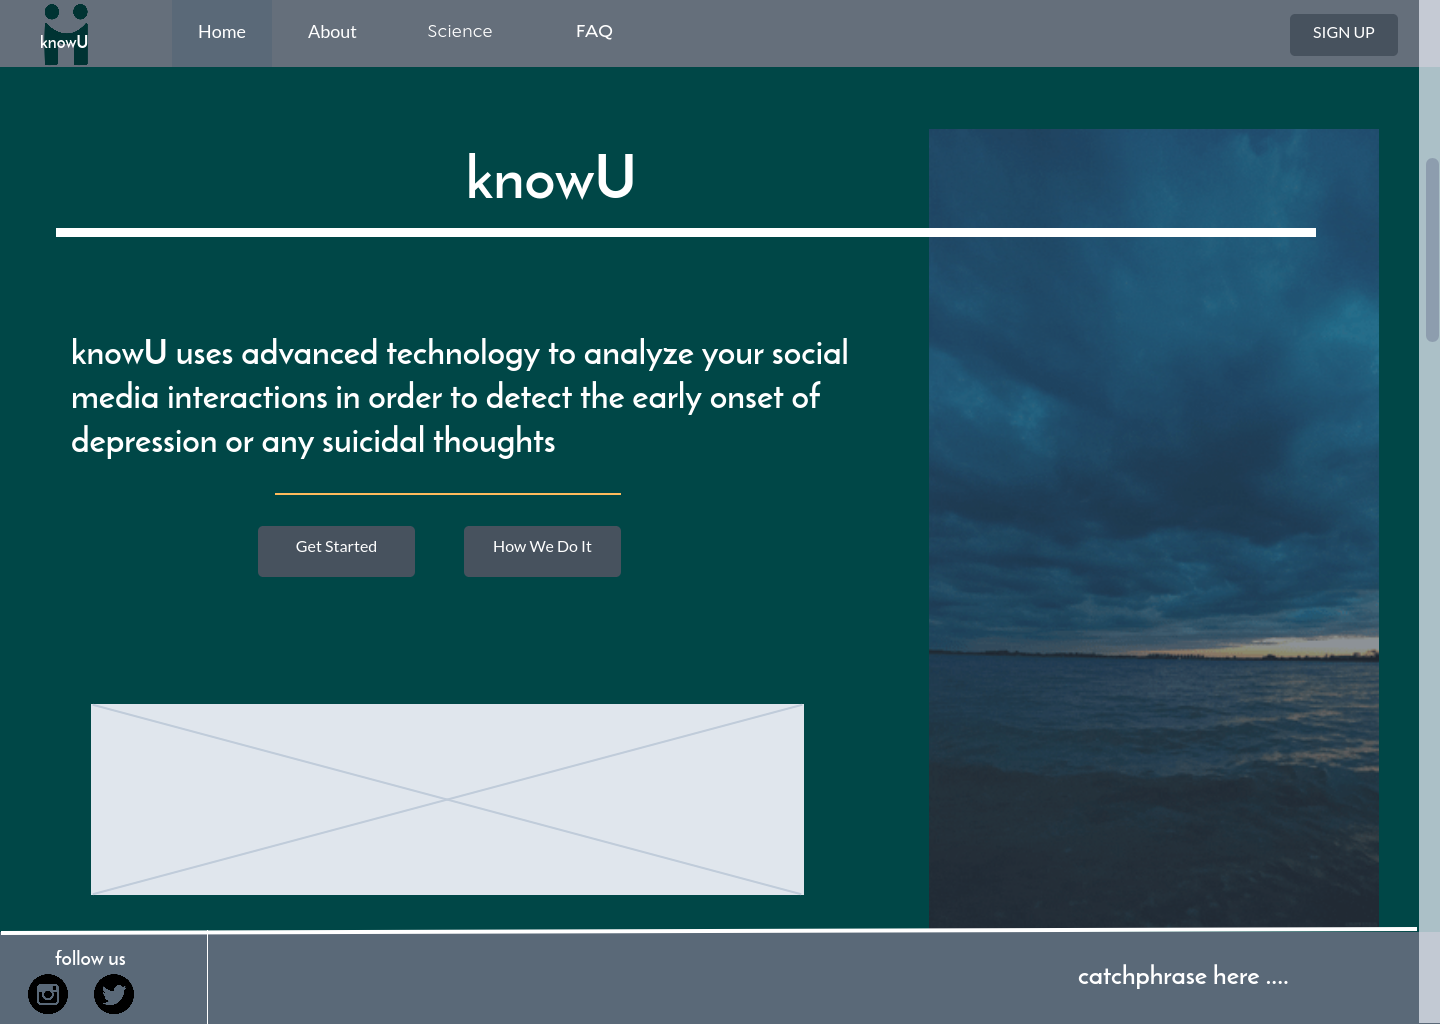 knowU
Home
About
Science
FAQ
SIGN UP
knowU
knowU uses advanced technology to analyze your social
media interactions in order to detect the early onset of
depression or any suicidal thoughts
Get Started
How We Do It
follow us
catchphrase here ....